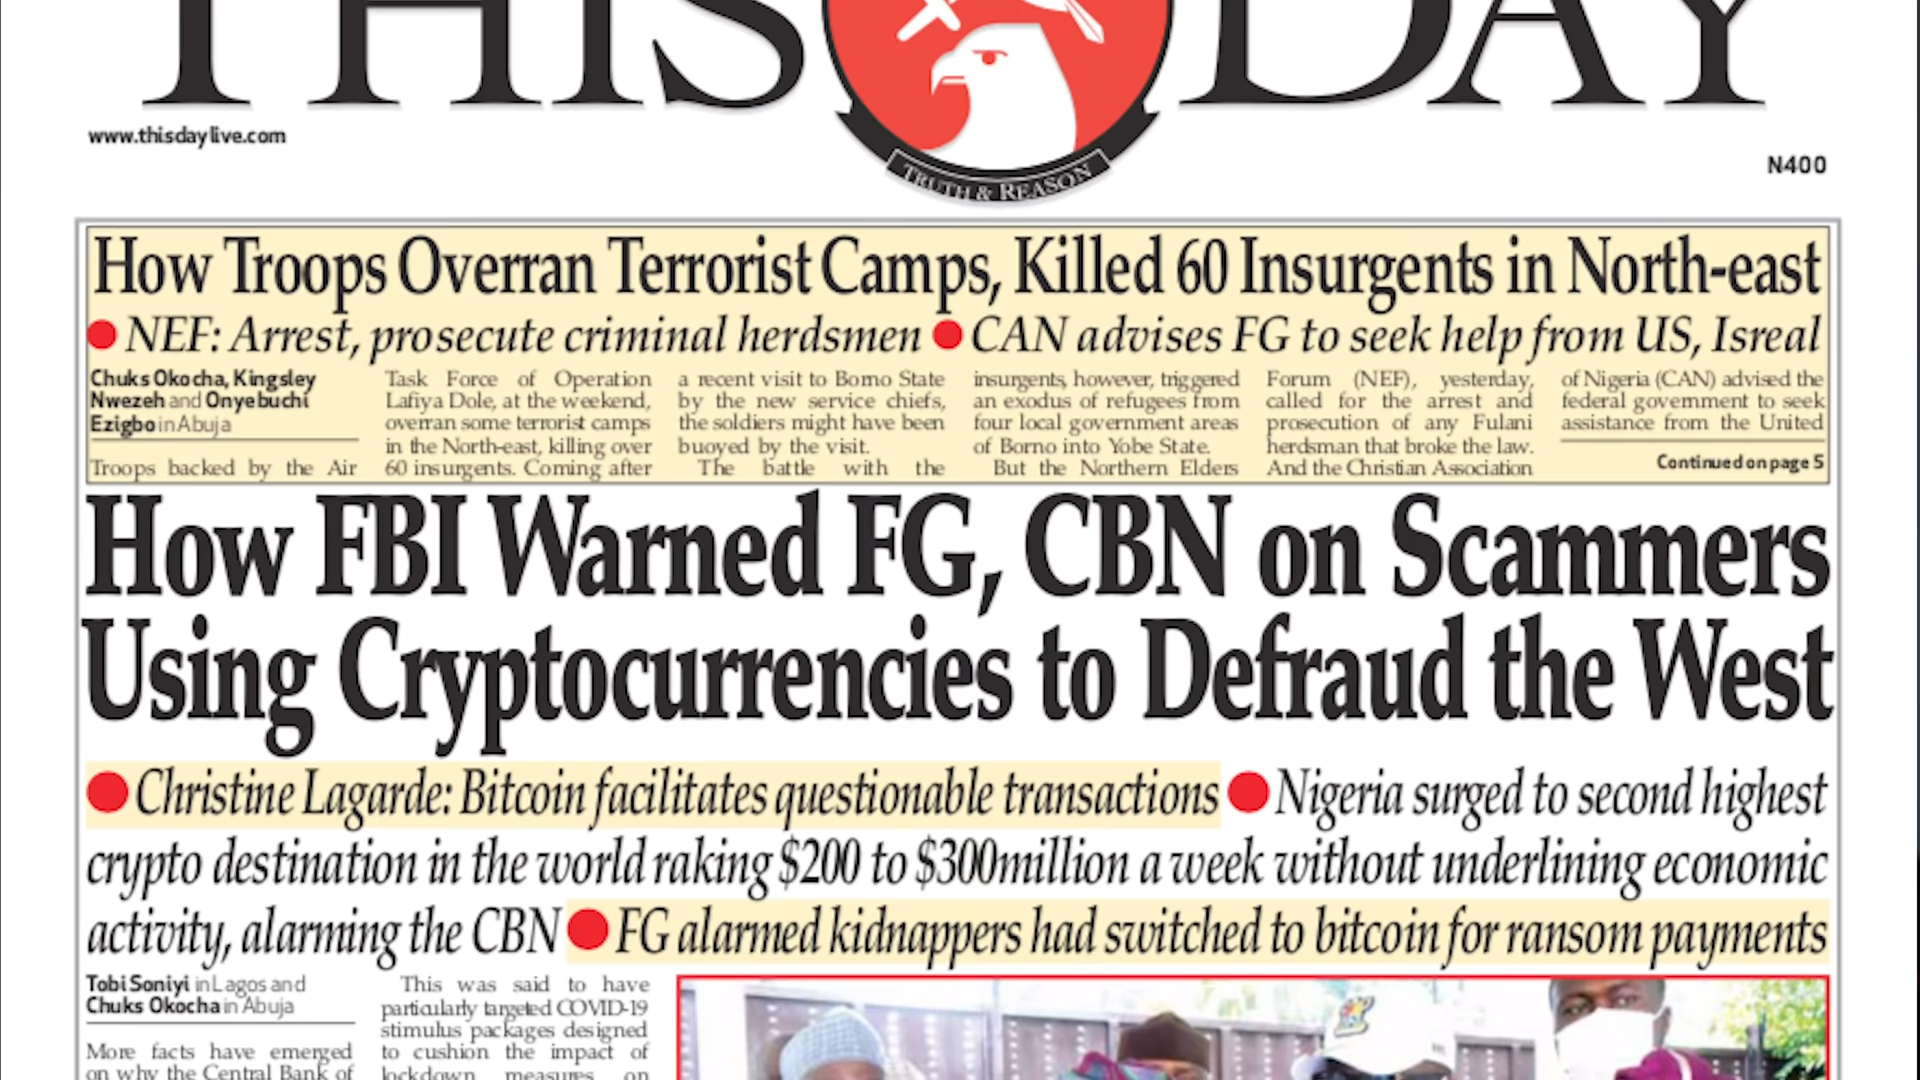 THISDAY
TRUTH & REASON
www.thisdaylive.com
N400
How Troops Overran Terrorist Camps, Killed 60 Insurgents in North-east
● NEF: Arrest, prosecute criminal herdsmen ● CAN advises FG to seek help from US, Isreal
Chuks Okocha, Kingsley
Nwezeh and Onyebuchi
Ezigbo in Abuja
Troops backed by the Air
Task Force of Operation
Lafiya Dole, at the weekend,
overran some terrorist camps
in the North-east, killing over
60 insurgents. Coming after
a recent visit to Borno State
by the new service chiefs,
the soldiers might have been
buoyed by the visit.
The battle with the
insurgents, however, triggered
an exodus of refugees from
four local government areas
of Borno into Yobe State.
But the Northern Elders
Forum (NEF), yesterday,
called for the arrest and
prosecution of any Fulani
herdsman that broke the law.
And the Christian Association
of Nigeria (CAN) advised the
federal government to seek
assistance from the United
Continued on page 5
How FBI Warned FG, CBN on Scammers
Using Cryptocurrencies to Defraud the West
● Christine Lagarde: Bitcoin facilitates questionable transactions ● Nigeria surged to second highest
crypto destination in the world raking $200 to $300million a week without underlining economic
activity, alarming the CBN ● FG alarmed kidnappers had switched to bitcoin for ransom payments
Tobi Soniyi in Lagos and
Chuks Okocha in Abuja
More facts have emerged
on why the Central Bank of
This was said to have
particularly targeted COVID-19
stimulus packages designed
to cushion the impact of
lockdown measures on